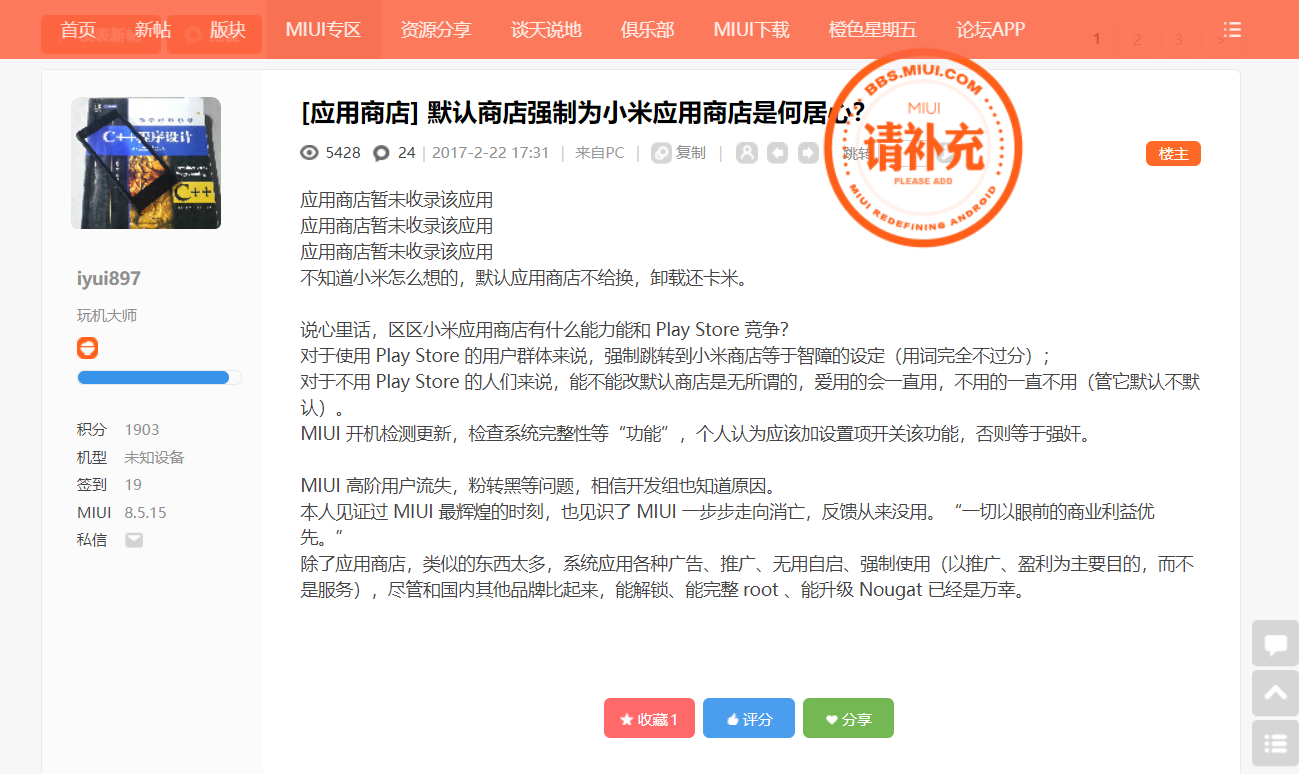 首页 新帖 版块 MIUI专区 资源分享 谈天说地 俱乐部 MIUI下载 橙色星期五 论坛APP
1 2 3
[应用商店] 默认商店强制为小米应用商店是何居心?
5428 24 | 2017-2-22 17:31 | 来自PC | 复制 | 跳转
楼主
BBS.MIUI.COM
MIUI
请补充
PLEASE ADD
MIUI REDEFINING ANDROID
C++程序设计
C++
iyui897
玩机大师
积分 1903
机型 未知设备
签到 19
MIUI 8.5.15
私信
应用商店暂未收录该应用
应用商店暂未收录该应用
应用商店暂未收录该应用
不知道小米怎么想的，默认应用商店不给换，卸载还卡米。
说心里话，区区小米应用商店有什么能力能和 Play Store 竞争？
对于使用 Play Store 的用户群体来说，强制跳转到小米商店等于智障的设定（用词完全不过分）；
对于不用 Play Store 的人们来说，能不能改默认商店是无所谓的，爱用的会一直用，不用的一直不用（管它默认不默
认）。
MIUI 开机检测更新，检查系统完整性等“功能”，个人认为应该加设置项开关该功能，否则等于强奸。
MIUI 高阶用户流失，粉转黑等问题，相信开发组也知道原因。
本人见证过 MIUI 最辉煌的时刻，也见识了 MIUI 一步步走向消亡，反馈从来没用。“一切以眼前的商业利益优
先。”
除了应用商店，类似的东西太多，系统应用各种广告、推广、无用自启、强制使用（以推广、盈利为主要目的，而不
是服务），尽管和国内其他品牌比起来，能解锁、能完整 root 、能升级 Nougat 已经是万幸。
收藏1 评分 分享